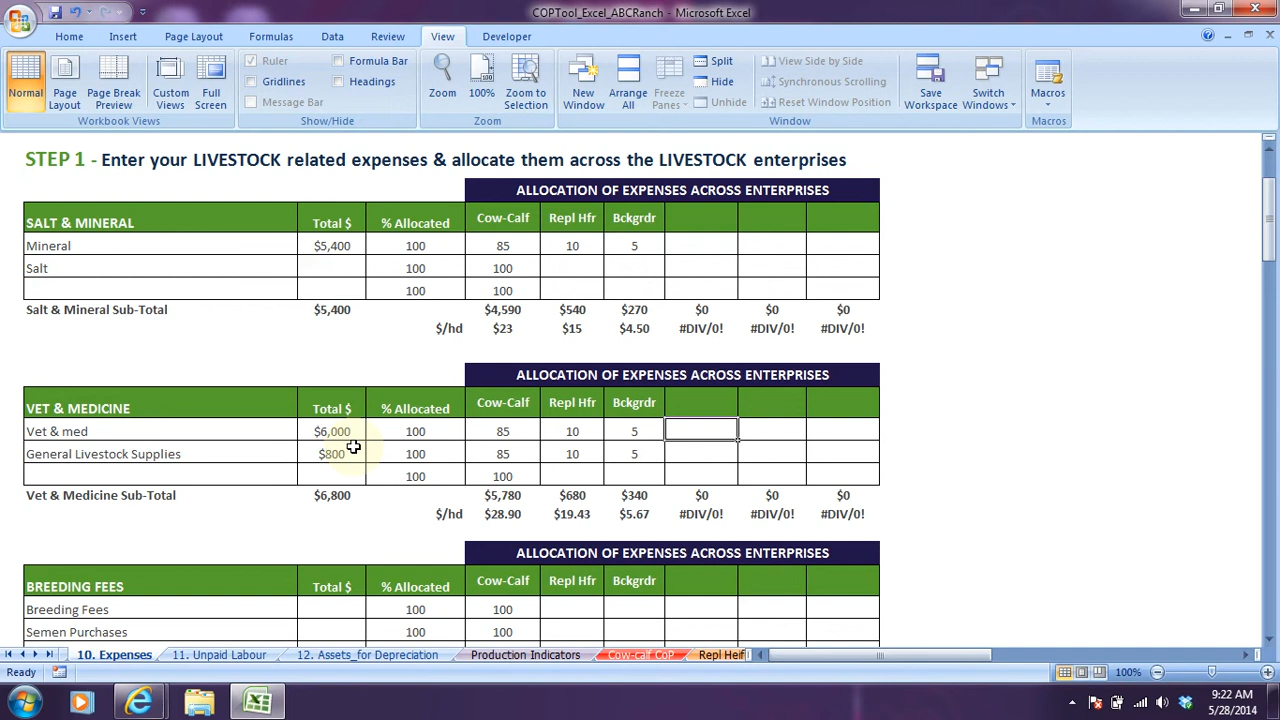 COPTool_Excel_ABCRanch - Microsoft Excel
Home Insert Page Layout Formulas Data Review View Developer
Normal Page Layout Page Break Preview Custom Views Full Screen
Ruler Formula Bar
Gridlines Headings
Message Bar
Zoom 100% Zoom to Selection
New Window Arrange All Freeze Panes
Split
Hide
Unhide
View Side by Side
Synchronous Scrolling
Reset Window Position
Save Workspace Switch Windows Macros
Workbook Views Show/Hide Zoom Window Macros
STEP 1 - Enter your LIVESTOCK related expenses & allocate them across the LIVESTOCK enterprises
ALLOCATION OF EXPENSES ACROSS ENTERPRISES
SALT & MINERAL Total $ % Allocated Cow-Calf Repl Hfr Bckgrdr
Mineral $5,400 100 85 10 5
Salt 100 100
100 100
Salt & Mineral Sub-Total $5,400 $4,590 $540 $270 $0 $0 $0
$/hd $23 $15 $4.50 #DIV/0! #DIV/0! #DIV/0!
ALLOCATION OF EXPENSES ACROSS ENTERPRISES
VET & MEDICINE Total $ % Allocated Cow-Calf Repl Hfr Bckgrdr
Vet & med $6,000 100 85 10 5
General Livestock Supplies $800 100 85 10 5
100 100
Vet & Medicine Sub-Total $6,800 $5,780 $680 $340 $0 $0 $0
$/hd $28.90 $19.43 $5.67 #DIV/0! #DIV/0! #DIV/0!
ALLOCATION OF EXPENSES ACROSS ENTERPRISES
BREEDING FEES Total $ % Allocated Cow-Calf Repl Hfr Bckgrdr
Breeding Fees 100 100
Semen Purchases 100 100
10. Expenses 11. Unpaid Labour 12. Assets_for Depreciation Production Indicators Cow-calf CoP Repl Heif
Ready 100%
9:22 AM
5/28/2014